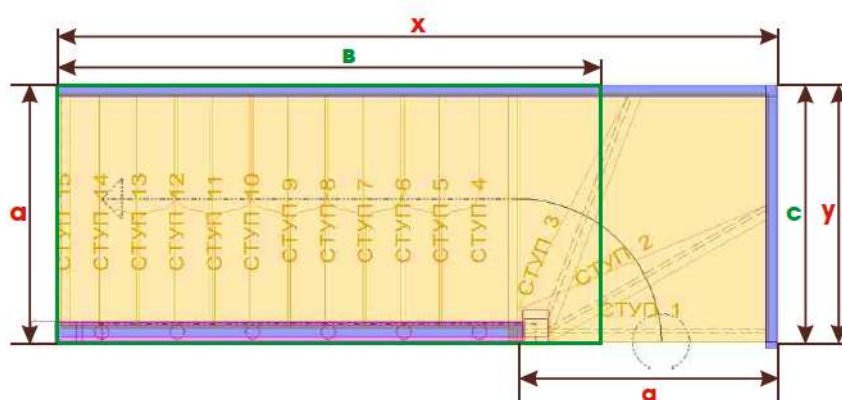 x
B
a
СТУП 15
СТУП 14
СТУП 13
СТУП 12
СТУП 11
СТУП 10
СТУП 9
СТУП 8
СТУП 7
СТУП 6
СТУП 5
СТУП 4
СТУП 3
СТУП 2
СТУП 1
c
y
a